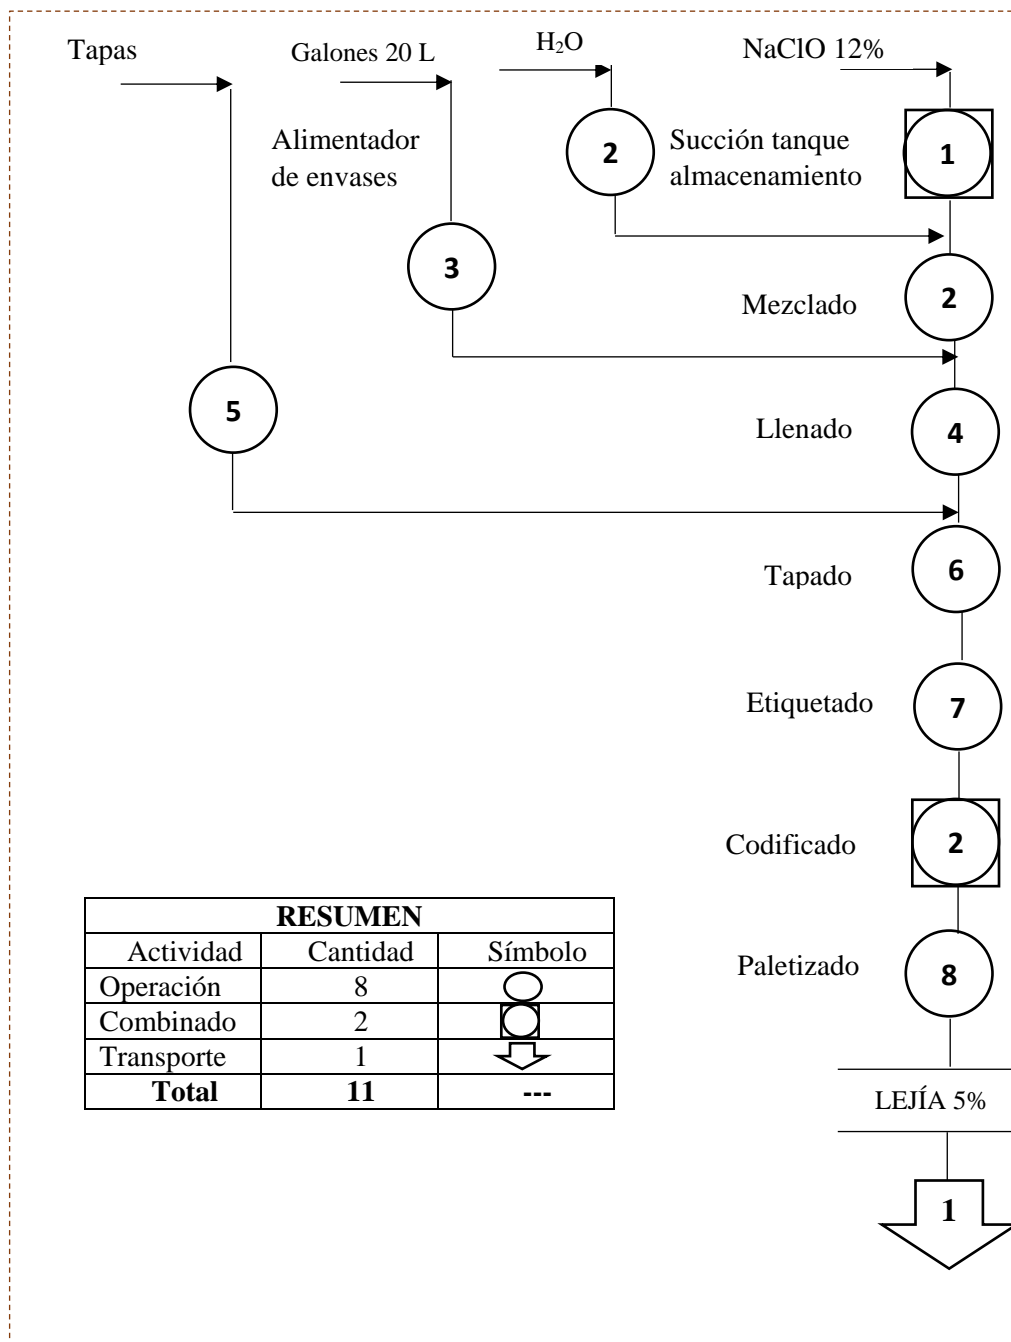 Tapas
Galones 20 L
H₂O
NaClO 12%
Alimentador
de envases
2
Succión tanque
almacenamiento
1
3
Mezclado
2
5
Llenado
4
Tapado
6
Etiquetado
7
Codificado
2
Paletizado
8
RESUMEN
Actividad Cantidad Símbolo
Operación 8
Combinado 2
Transporte 1
Total 11 ---
LEJÍA 5%
1